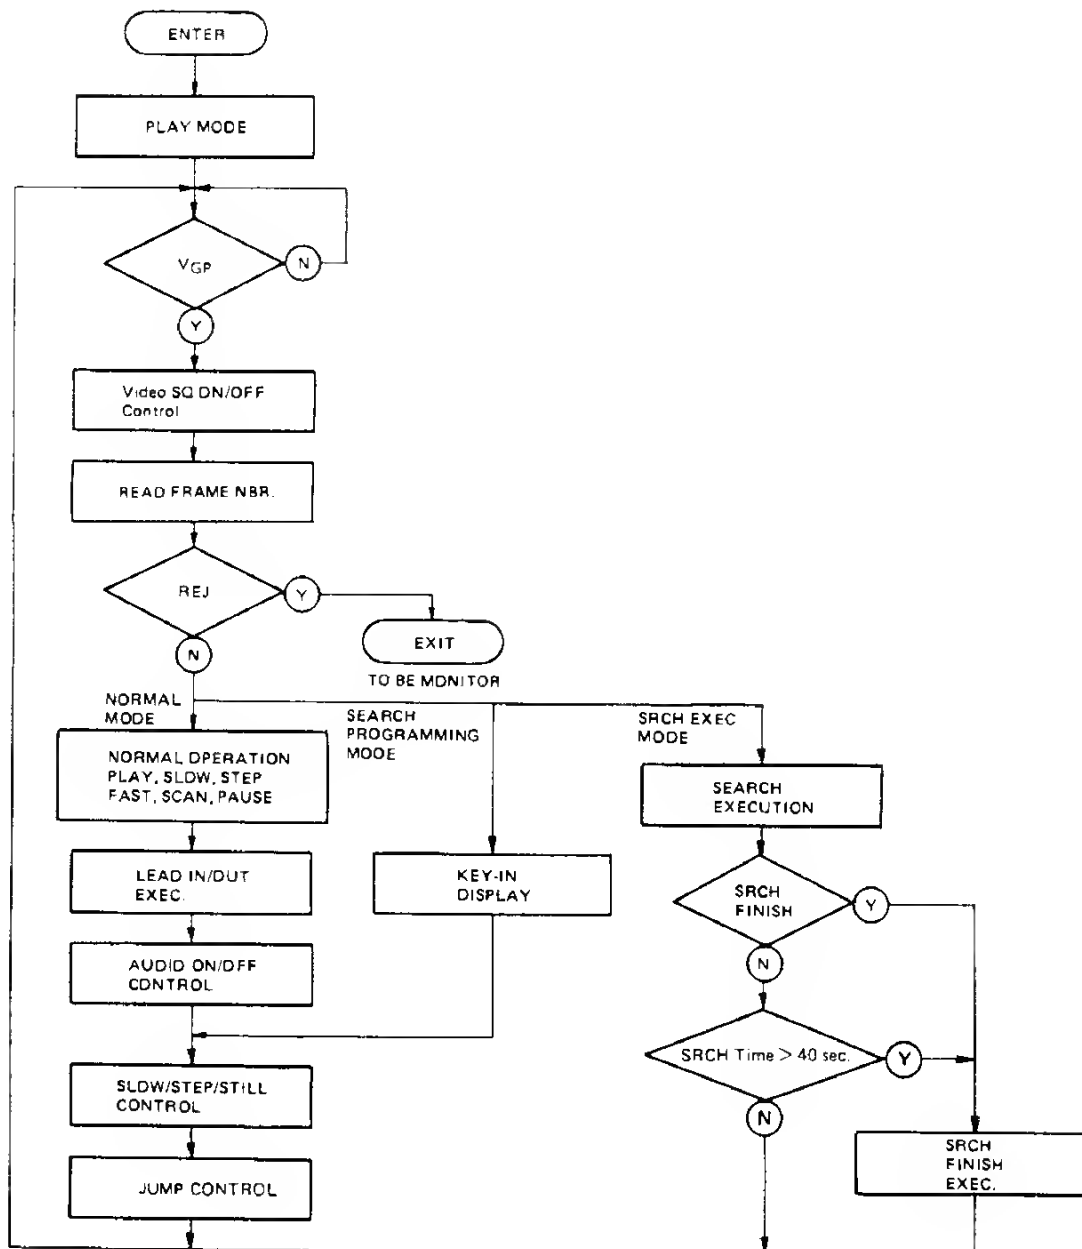 ENTER
PLAY MODE
VGP
N
Y
Video SQ ON/OFF
Control
READ FRAME NBR.
REJ
Y
N
EXIT
TO BE MONITOR
NORMAL
MODE
SEARCH
PROGRAMMING
MODE
SRCH EXEC
MODE
NORMAL OPERATION
PLAY, SLOW, STEP
FAST, SCAN, PAUSE
SEARCH
EXECUTION
LEAD IN/OUT
EXEC.
KEY-IN
DISPLAY
SRCH
FINISH
Y
N
AUDIO ON/OFF
CONTROL
SRCH Time > 40 sec.
Y
N
SLOW/STEP/STILL
CONTROL
SRCH
FINISH
EXEC.
JUMP CONTROL